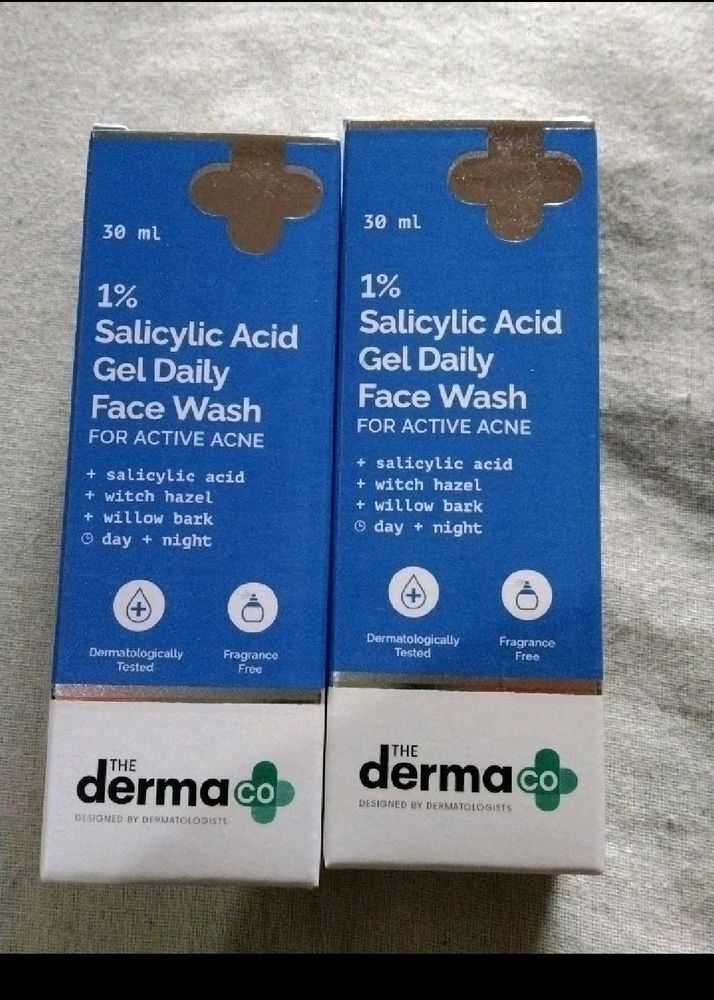 30 ml
1%
Salicylic Acid
Gel Daily
Face Wash
FOR ACTIVE ACNE
+ salicylic acid
+ witch hazel
+ willow bark
day + night
Dermatologically
Tested
Fragrance
Free
THE
derma co
DESIGNED BY DERMATOLOGISTS
30 ml
1%
Salicylic Acid
Gel Daily
Face Wash
FOR ACTIVE ACNE
+ salicylic acid
+ witch hazel
+ willow bark
day + night
Dermatologically
Tested
Fragrance
Free
THE
derma co
DESIGNED BY DERMATOLOGISTS